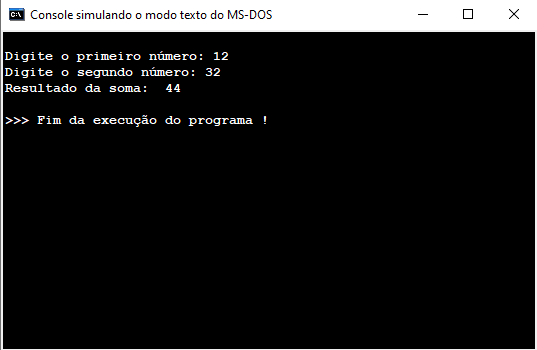 C:\ Console simulando o modo texto do MS-DOS
Digite o primeiro número: 12
Digite o segundo número: 32
Resultado da soma:  44
>>> Fim da execução do programa !